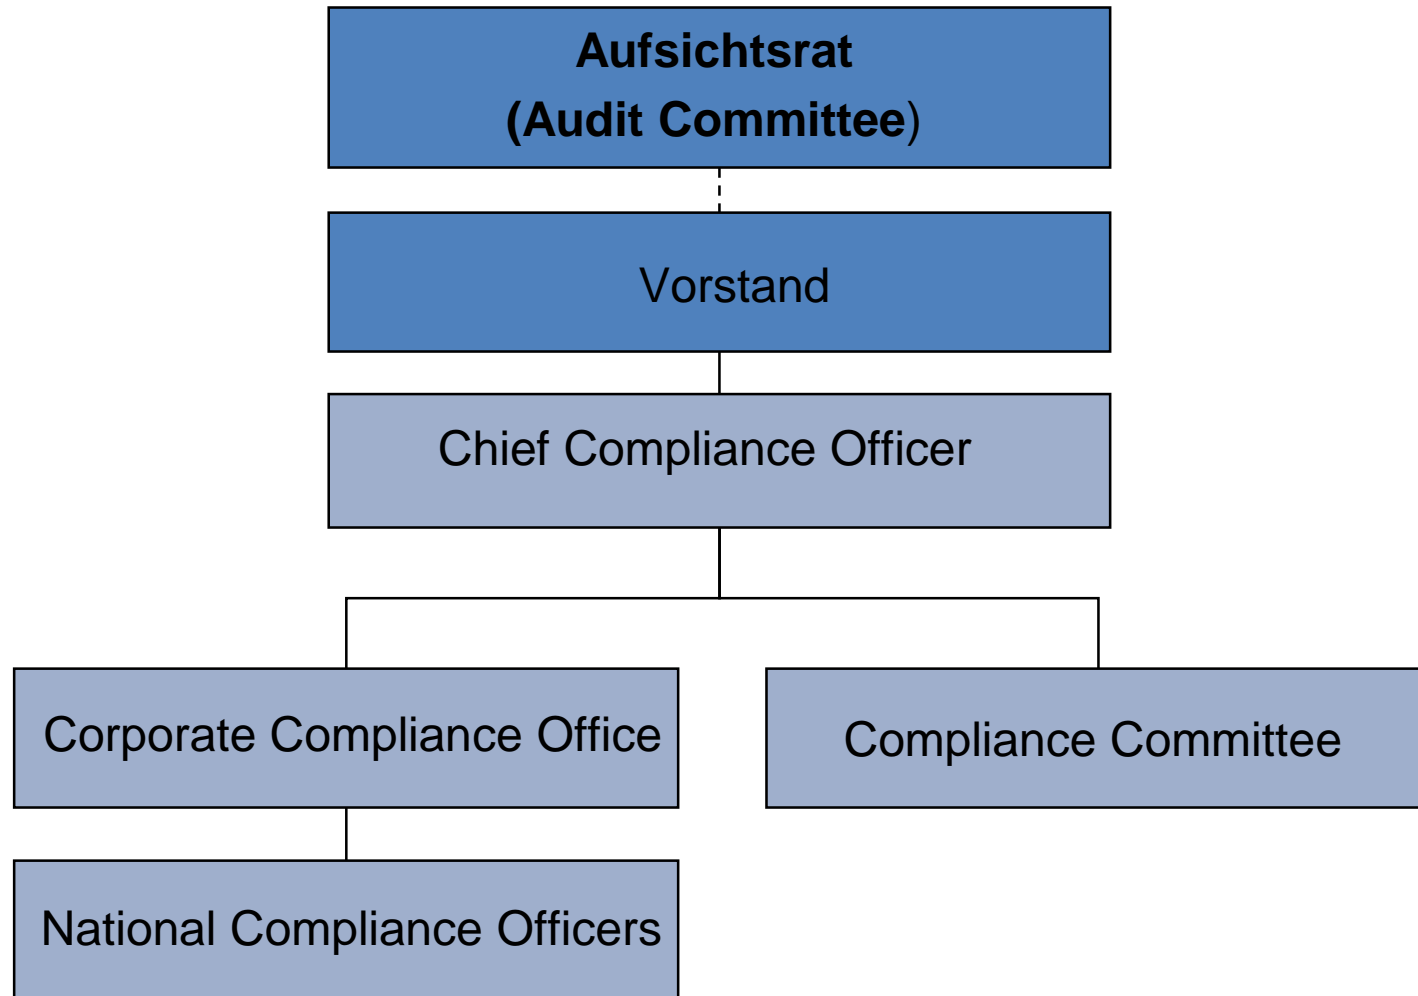 Aufsichtsrat
(Audit Committee)
Vorstand
Chief Compliance Officer
Corporate Compliance Office
Compliance Committee
National Compliance Officers